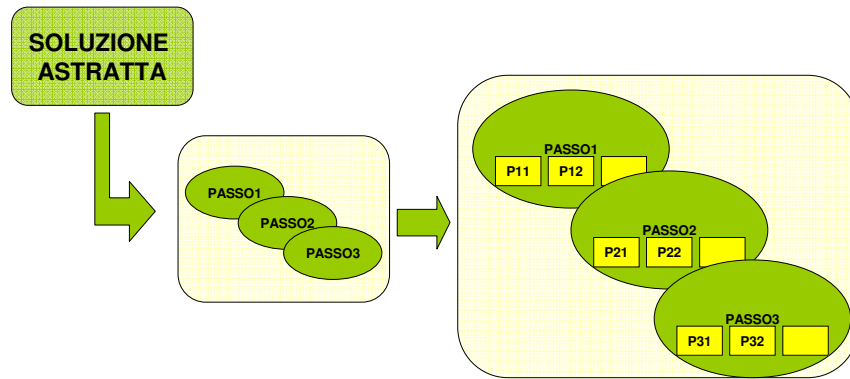 SOLUZIONE
ASTRATTA
PASSO1
PASSO2
PASSO3
PASSO1
P11 P12
PASSO2
P21 P22
PASSO3
P31 P32